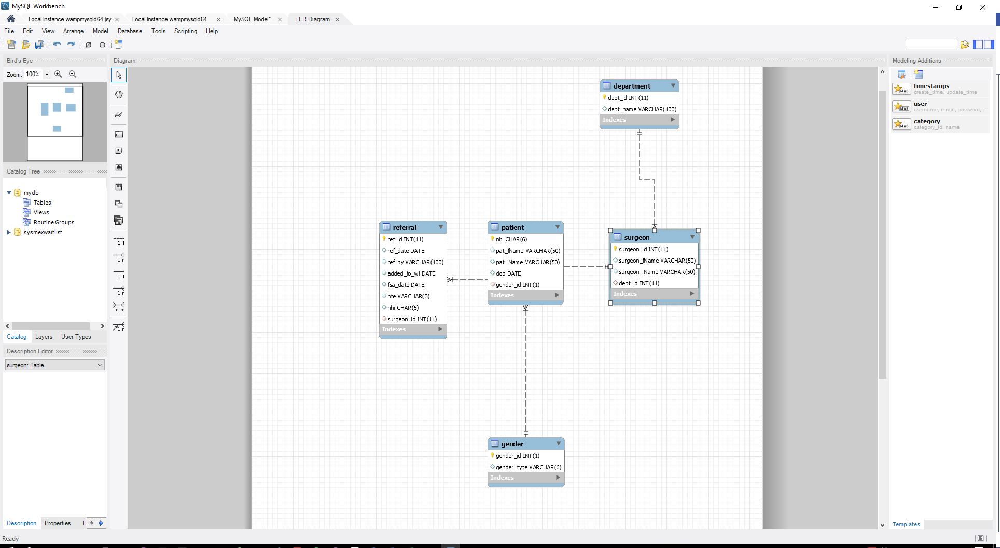 MySQL Workbench
Local instance wampmysqld64 (sy..
Local instance wampmysqld64
MySQL Model*
EER Diagram
File Edit View Arrange Model Database Tools Scripting Help
Bird's Eye
Zoom: 100%
Diagram
Modeling Additions
timestamps
create_time, update_time
user
username, email, password, ...
category
category_id, name
department
dept_id INT(11)
dept_name VARCHAR(100)
Indexes
Catalog Tree
mydb
Tables
Views
Routine Groups
sysmexwaitlist
1:1
1:n
1:1
1:n
n:m
1:n
referral
ref_id INT(11)
ref_date DATE
ref_by VARCHAR(100)
added_to_wl DATE
fsa_date DATE
hte VARCHAR(3)
nhi CHAR(6)
surgeon_id INT(11)
Indexes
patient
nhi CHAR(6)
pat_fName VARCHAR(50)
pat_lName VARCHAR(50)
dob DATE
gender_id INT(1)
Indexes
surgeon
surgeon_id INT(11)
surgeon_fName VARCHAR(50)
surgeon_lName VARCHAR(50)
dept_id INT(11)
Indexes
gender
gender_id INT(1)
gender_type VARCHAR(6)
Indexes
Catalog Layers User Types
Description Editor
surgeon: Table
Description Properties H
Templates
Ready